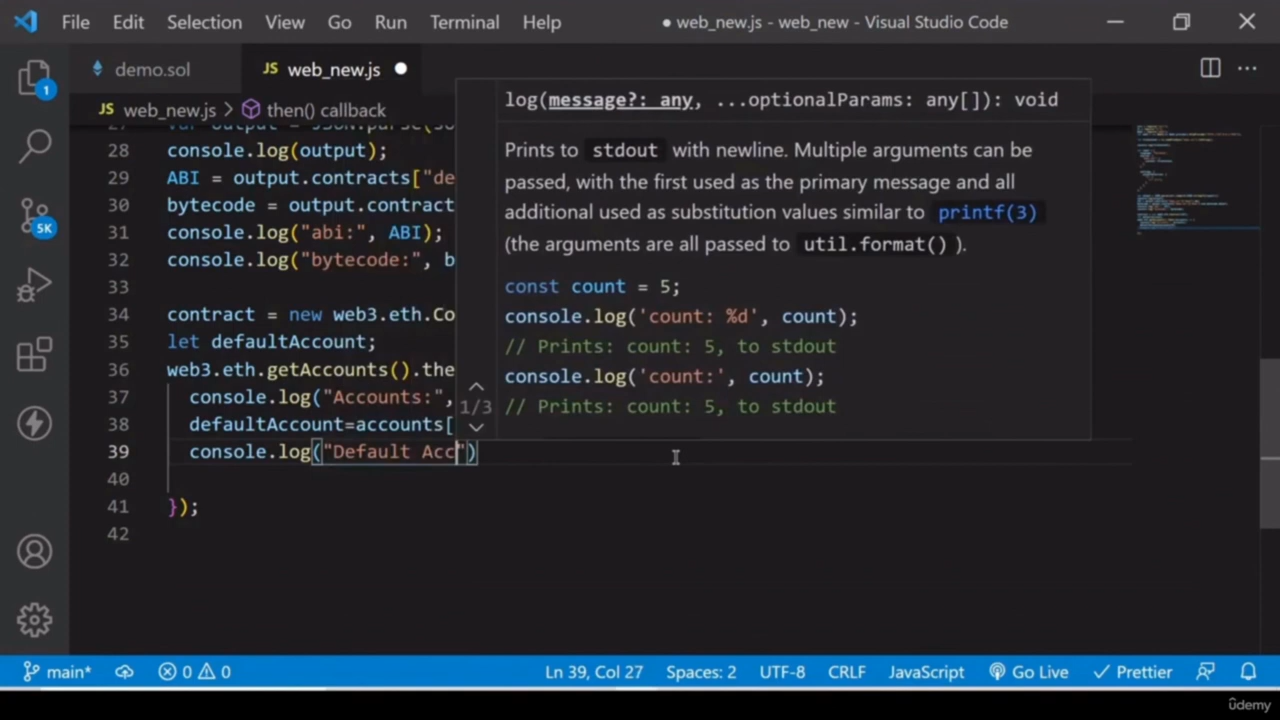 File Edit Selection View Go Run Terminal Help
● web_new.js - web_new - Visual Studio Code
demo.sol
JS web_new.js ●
JS web_new.js > then() callback
28 console.log(output);
29 ABI = output.contracts["de
30 bytecode = output.contract
31 console.log("abi:", ABI);
32 console.log("bytecode:", b
33
34 contract = new web3.eth.Co
35 let defaultAccount;
36 web3.eth.getAccounts().the
37 console.log("Accounts:",
38 defaultAccount=accounts[
39 console.log("Default Acc")
40
41 });
42
log(message?: any, ...optionalParams: any[]): void
Prints to stdout with newline. Multiple arguments can be
passed, with the first used as the primary message and all
additional used as substitution values similar to printf(3)
(the arguments are all passed to util.format() ).
const count = 5;
console.log('count: %d', count);
// Prints: count: 5, to stdout
console.log('count:', count);
// Prints: count: 5, to stdout
1/3
1
5K
main* 0 0 Ln 39, Col 27 Spaces: 2 UTF-8 CRLF JavaScript Go Live Prettier
ûdemy